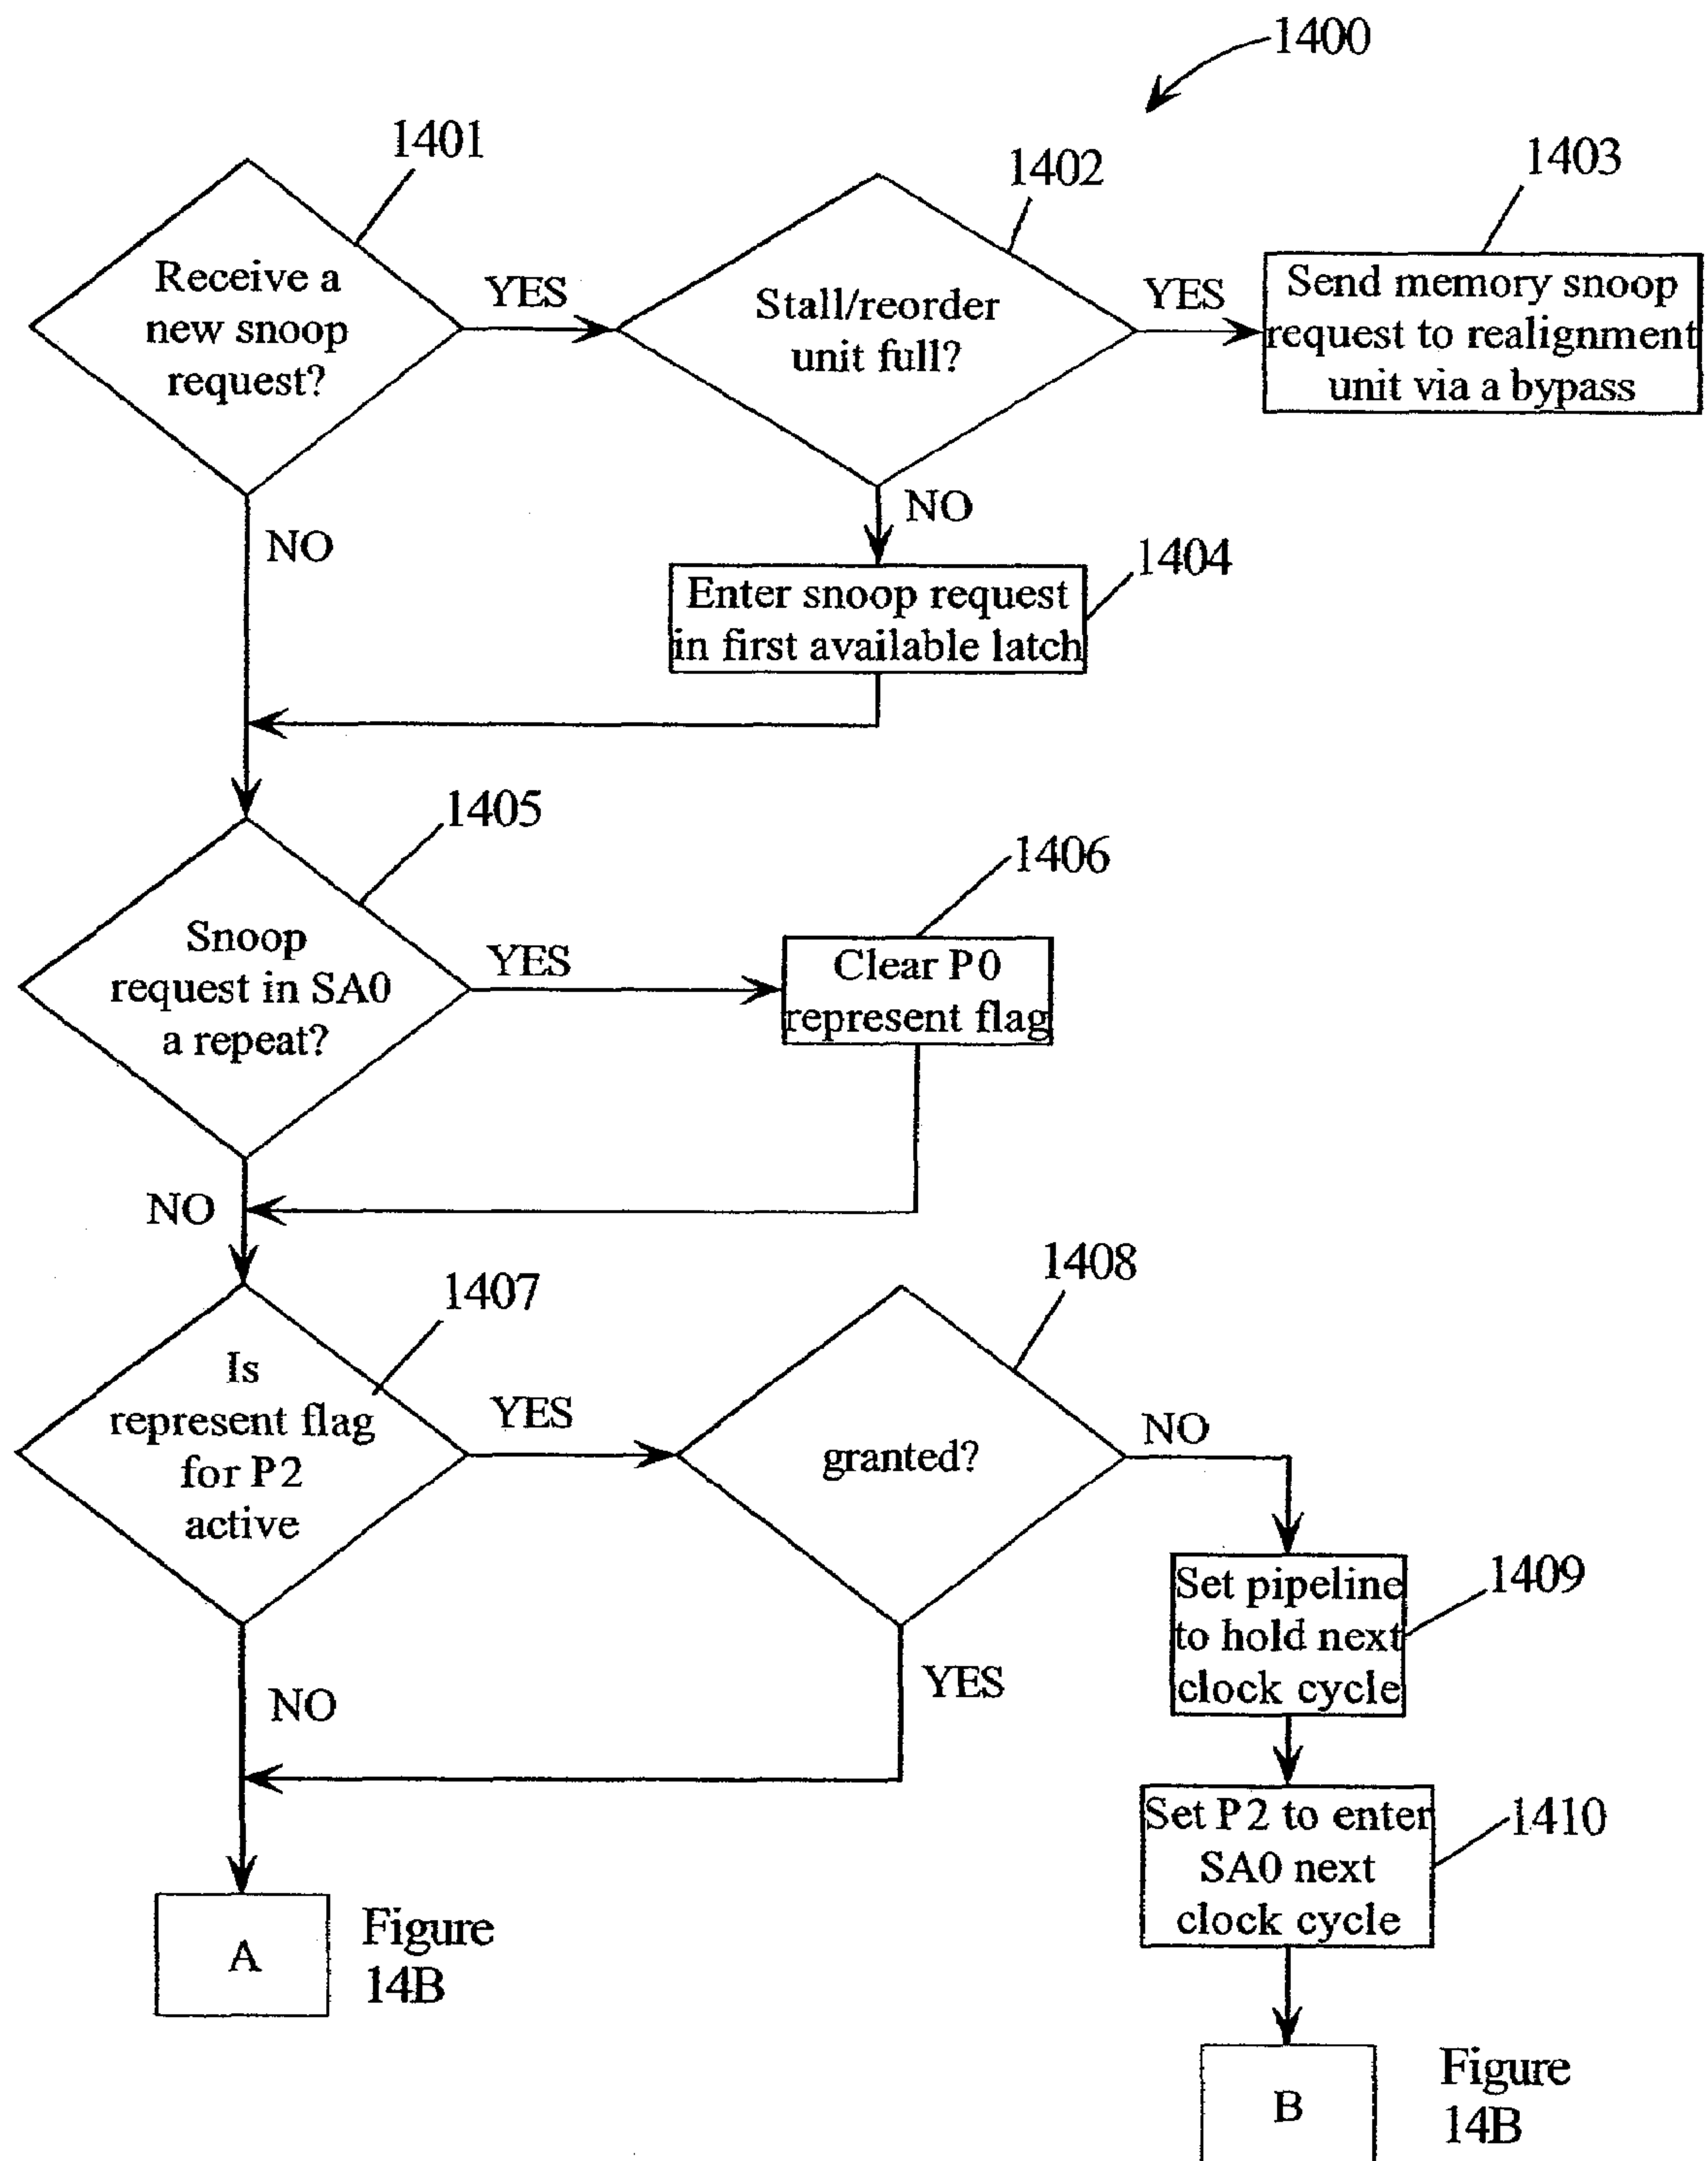 1400
1401
1402
1403
Receive a
new snoop
request?
YES
Stall/reorder
unit full?
YES
Send memory snoop
request to realignment
unit via a bypass
NO
NO
1404
Enter snoop request
in first available latch
1405
1406
Snoop
request in SA0
a repeat?
YES
Clear P0
represent flag
NO
1407
1408
Is
represent flag
for P2
active
YES
granted?
NO
1409
Set pipeline
to hold next
clock cycle
NO
YES
1410
Set P2 to enter
SA0 next
clock cycle
A
Figure
14B
B
Figure
14B